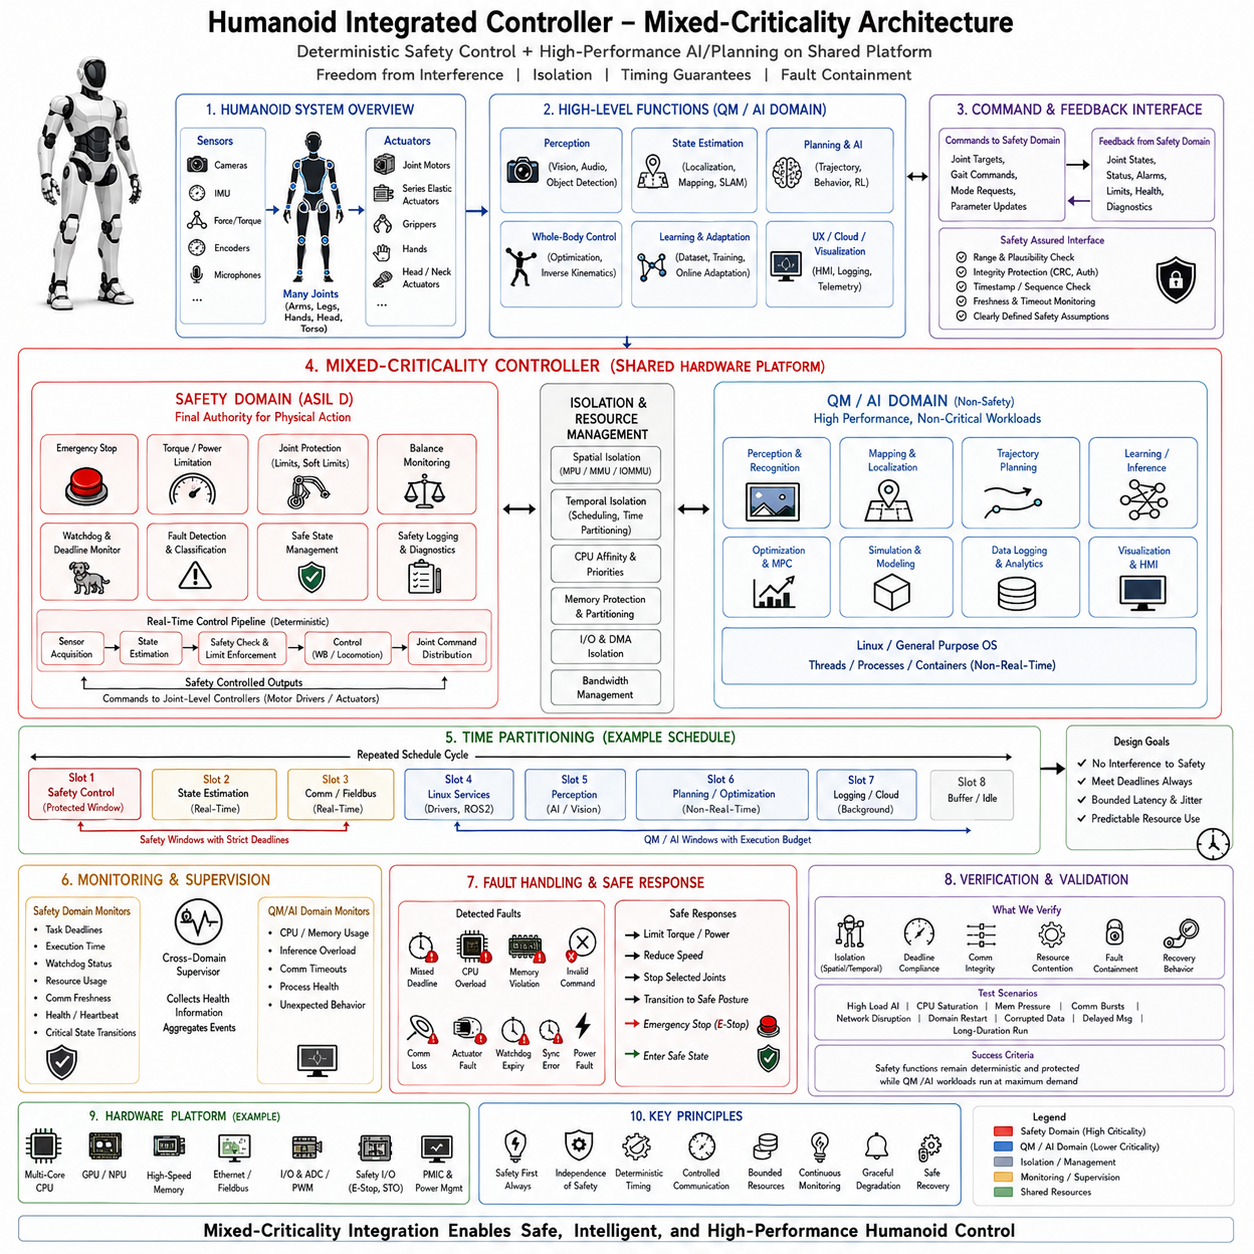 Humanoid Integrated Controller – Mixed-Criticality Architecture
Deterministic Safety Control + High-Performance AI/Planning on Shared Platform
Freedom from Interference | Isolation | Timing Guarantees | Fault Containment
1. HUMANOID SYSTEM OVERVIEW
Sensors
Cameras
IMU
Force/Torque
Encoders
Microphones
...
Many Joints
(Arms, Legs,
Hands, Head,
Torso)
Actuators
Joint Motors
Series Elastic
Actuators
Grippers
Hands
Head / Neck
Actuators
...
2. HIGH-LEVEL FUNCTIONS (QM / AI DOMAIN)
Perception
(Vision, Audio,
Object Detection)
State Estimation
(Localization,
Mapping, SLAM)
Planning & AI
(Trajectory,
Behavior, RL)
Whole-Body Control
(Optimization,
Inverse Kinematics)
Learning & Adaptation
(Dataset, Training,
Online Adaptation)
UX / Cloud /
Visualization
(HMI, Logging,
Telemetry)
3. COMMAND & FEEDBACK INTERFACE
Commands to Safety Domain
Joint Targets,
Gait Commands,
Mode Requests,
Parameter Updates
Feedback from Safety Domain
Joint States,
Status, Alarms,
Limits, Health,
Diagnostics
Safety Assured Interface
Range & Plausibility Check
Integrity Protection (CRC, Auth)
Timestamp / Sequence Check
Freshness & Timeout Monitoring
Clearly Defined Safety Assumptions
4. MIXED-CRITICALITY CONTROLLER (SHARED HARDWARE PLATFORM)
SAFETY DOMAIN (ASIL D)
Final Authority for Physical Action
Emergency Stop
Torque / Power
Limitation
Joint Protection
(Limits, Soft Limits)
Balance
Monitoring
Watchdog &
Deadline Monitor
Fault Detection
& Classification
Safe State
Management
Safety Logging
& Diagnostics
Real-Time Control Pipeline (Deterministic)
Sensor
Acquisition
State
Estimation
Safety Check &
Limit Enforcement
Control
(WB / Locomotion)
Joint Command
Distribution
Safety Controlled Outputs
Commands to Joint-Level Controllers (Motor Drivers / Actuators)
ISOLATION &
RESOURCE
MANAGEMENT
Spatial Isolation
(MPU / MMU / IOMMU)
Temporal Isolation
(Scheduling, Time
Partitioning)
CPU Affinity &
Priorities
Memory Protection
& Partitioning
I/O & DMA
Isolation
Bandwidth
Management
QM / AI DOMAIN (Non-Safety)
High Performance, Non-Critical Workloads
Perception &
Recognition
Mapping &
Localization
Trajectory
Planning
Learning /
Inference
Optimization
& MPC
Simulation &
Modeling
Data Logging
& Analytics
Visualization
& HMI
Linux / General Purpose OS
Threads / Processes / Containers (Non-Real-Time)
5. TIME PARTITIONING (EXAMPLE SCHEDULE)
Repeated Schedule Cycle
Slot 1
Safety Control
(Protected Window)
Slot 2
State Estimation
(Real-Time)
Slot 3
Comm / Fieldbus
(Real-Time)
Slot 4
Linux Services
(Drivers, ROS2)
Slot 5
Perception
(AI / Vision)
Slot 6
Planning / Optimization
(Non-Real-Time)
Slot 7
Logging / Cloud
(Background)
Slot 8
Buffer / Idle
Safety Windows with Strict Deadlines
QM / AI Windows with Execution Budget
Design Goals
No Interference to Safety
Meet Deadlines Always
Bounded Latency & Jitter
Predictable Resource Use
6. MONITORING & SUPERVISION
Safety Domain Monitors
• Task Deadlines
• Execution Time
• Watchdog Status
• Resource Usage
• Comm Freshness
• Health / Heartbeat
• Critical State Transitions
Cross-Domain
Supervisor
Collects Health
Information
Aggregates Events
QM/AI Domain Monitors
• CPU / Memory Usage
• Inference Overload
• Comm Timeouts
• Process Health
• Unexpected Behavior
7. FAULT HANDLING & SAFE RESPONSE
Detected Faults
Missed
Deadline
CPU
Overload
Memory
Violation
Invalid
Command
Comm
Loss
Actuator
Fault
Watchdog
Expiry
Sync
Error
Power
Fault
Safe Responses
Limit Torque / Power
Reduce Speed
Stop Selected Joints
Transition to Safe Posture
Emergency Stop (E-Stop)
Enter Safe State
8. VERIFICATION & VALIDATION
What We Verify
Isolation
(Spatial/Temporal)
Deadline
Compliance
Comm
Integrity
Resource
Contention
Fault
Containment
Recovery
Behavior
Test Scenarios
High Load AI | CPU Saturation | Mem Pressure | Comm Bursts |
Network Disruption | Domain Restart | Corrupted Data | Delayed Msg |
Long-Duration Run
Success Criteria
Safety functions remain deterministic and protected
while QM /AI workloads run at maximum demand
9. HARDWARE PLATFORM (EXAMPLE)
Multi-Core
CPU
GPU / NPU
High-Speed
Memory
Ethernet /
Fieldbus
I/O & ADC /
PWM
Safety I/O
(E-Stop, STO)
PMIC &
Power Mgmt
10. KEY PRINCIPLES
Safety First
Always
Independence
of Safety
Deterministic
Timing
Controlled
Communication
Bounded
Resources
Continuous
Monitoring
Graceful
Degradation
Safe
Recovery
Legend
Safety Domain (High Criticality)
QM / AI Domain (Lower Criticality)
Isolation / Management
Monitoring / Supervision
Shared Resources
Mixed-Criticality Integration Enables Safe, Intelligent, and High-Performance Humanoid Control